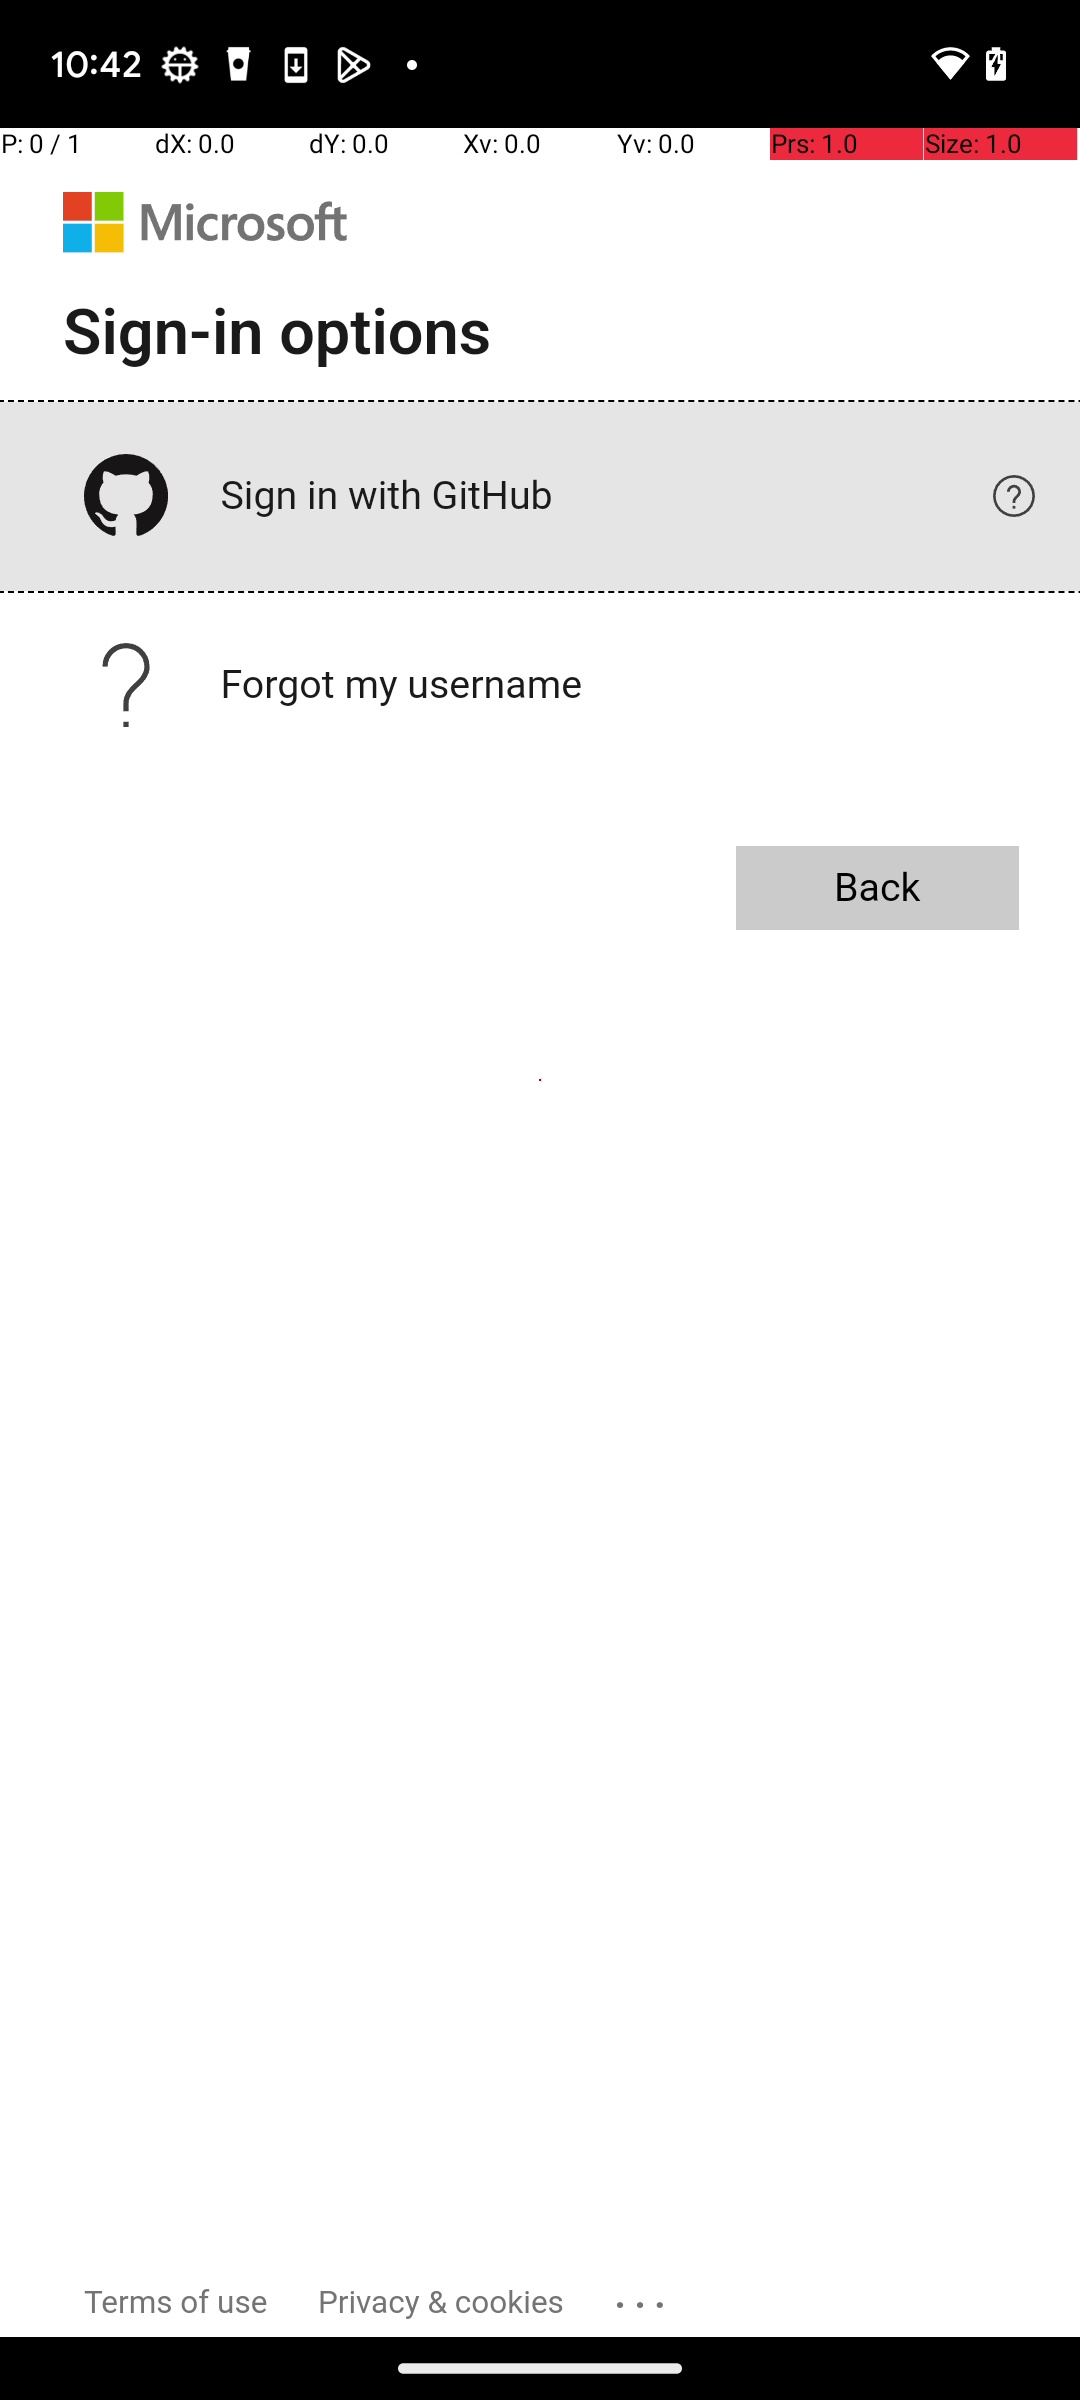 10:42
P: 0 / 1 dX: 0.0 dY: 0.0 Xv: 0.0 Yv: 0.0 Prs: 1.0 Size: 1.0
Microsoft
Sign-in options
Sign in with GitHub
Forgot my username
Back
Terms of use Privacy & cookies ...